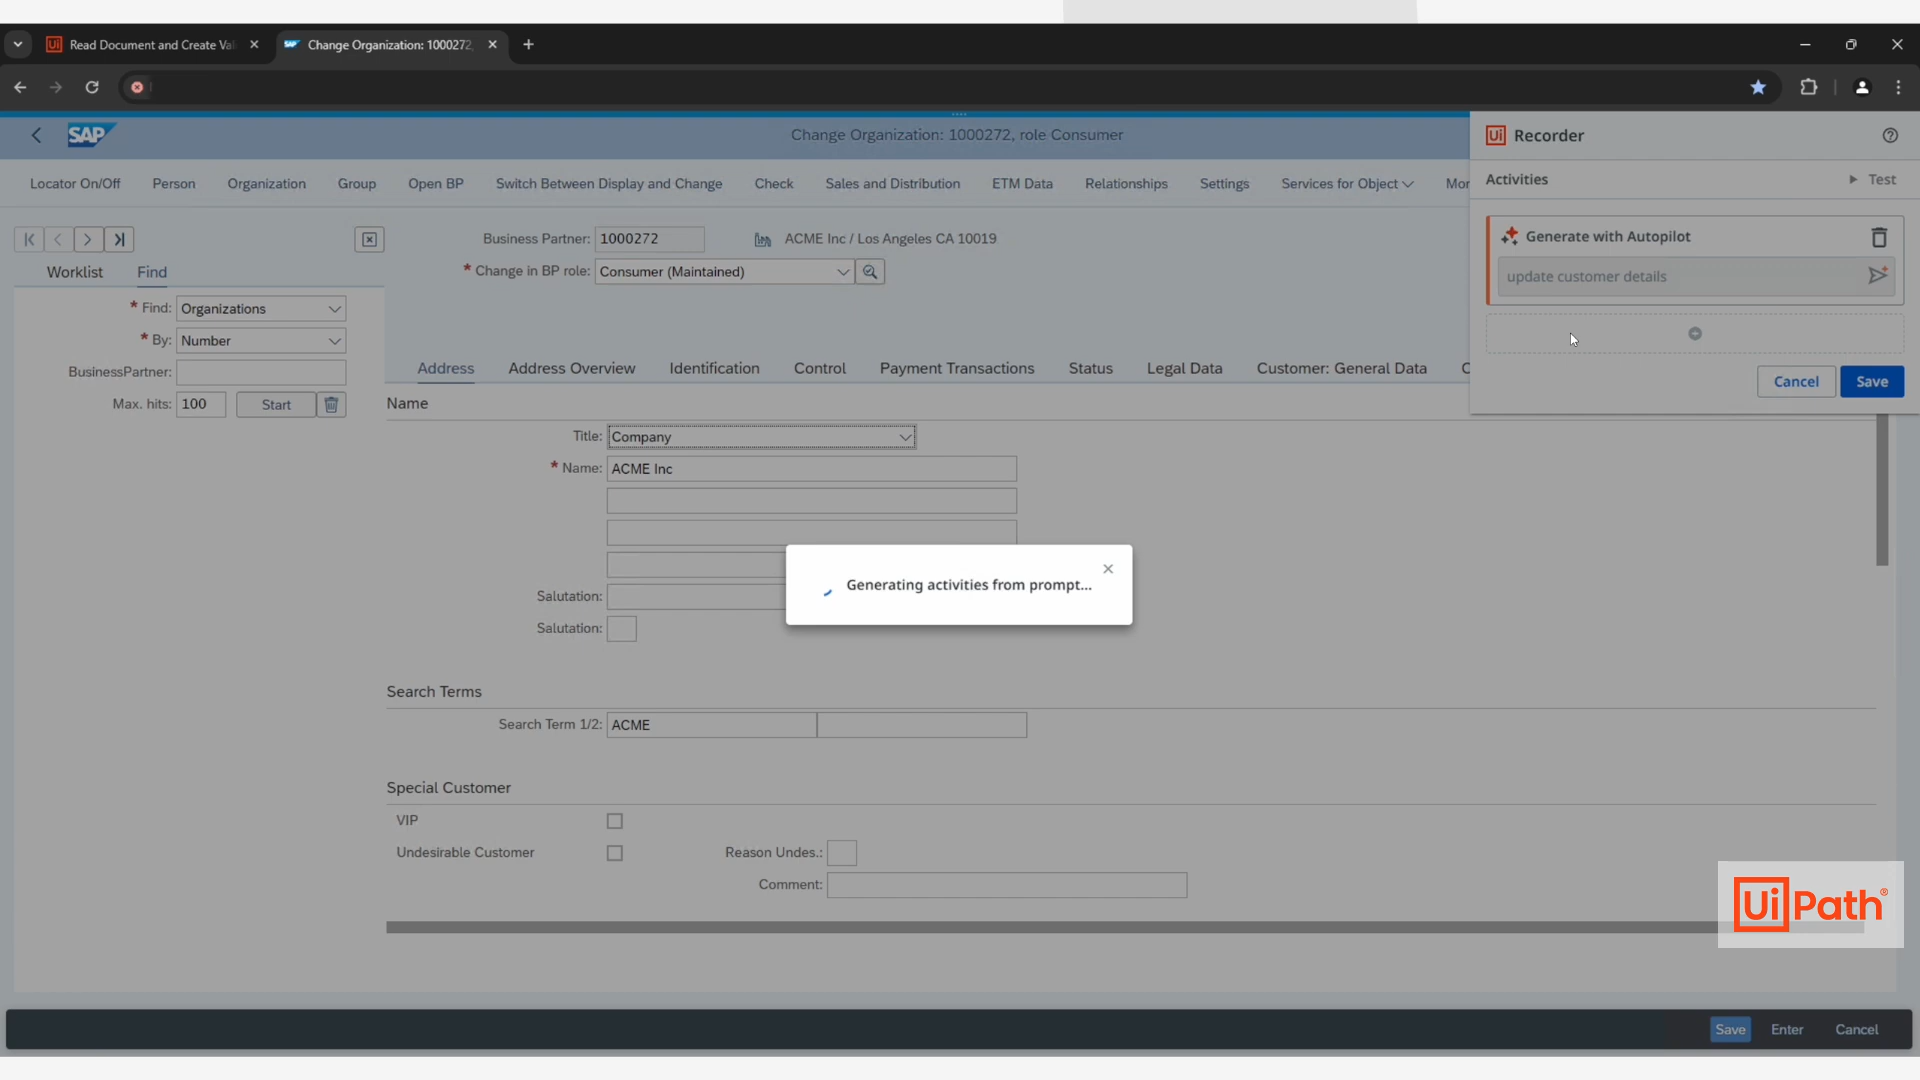 Read Document and Create Va
Change Organization: 1000272,
SAP
Change Organization: 1000272, role Consumer
Locator On/Off Person Organization Group Open BP Switch Between Display and Change Check Sales and Distribution ETM Data Relationships Settings Services for Object Mor
Worklist Find
* Find: Organizations
* By: Number
BusinessPartner:
Max. hits: 100 Start
Business Partner: 1000272 ACME Inc / Los Angeles CA 10019
* Change in BP role: Consumer (Maintained)
Address Address Overview Identification Control Payment Transactions Status Legal Data Customer: General Data C
Name
Title: Company
* Name: ACME Inc
Salutation:
Salutation:
Search Terms
Search Term 1/2: ACME
Special Customer
VIP
Undesirable Customer Reason Undes.:
Comment:
Generating activities from prompt...
Ui Recorder
Activities Test
Generate with Autopilot
update customer details
Cancel Save
UiPath®
Save Enter Cancel